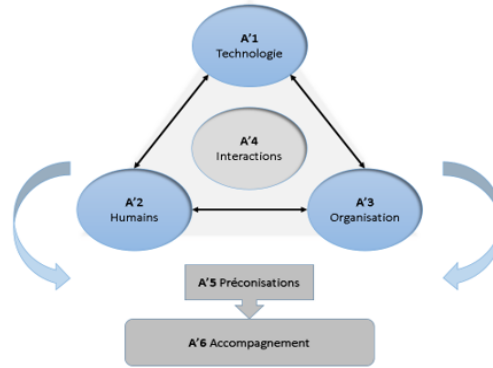 A'1
Technologie
A'4
Interactions
A'2
Humains
A'3
Organisation
A'5 Préconisations
A'6 Accompagnement